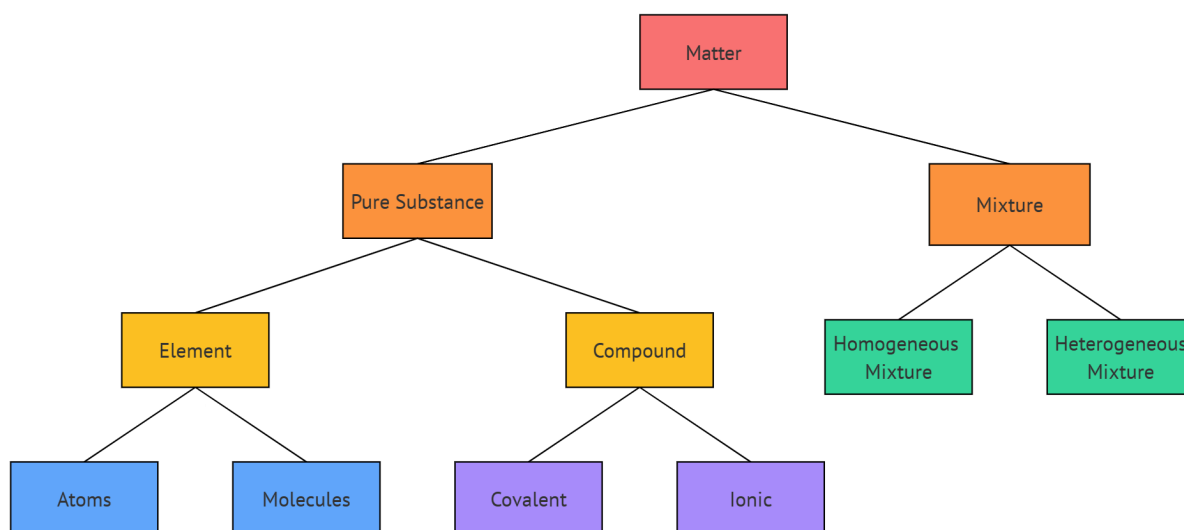 Matter
Pure Substance
Mixture
Element
Compound
Homogeneous
Mixture
Heterogeneous
Mixture
Atoms
Molecules
Covalent
Ionic